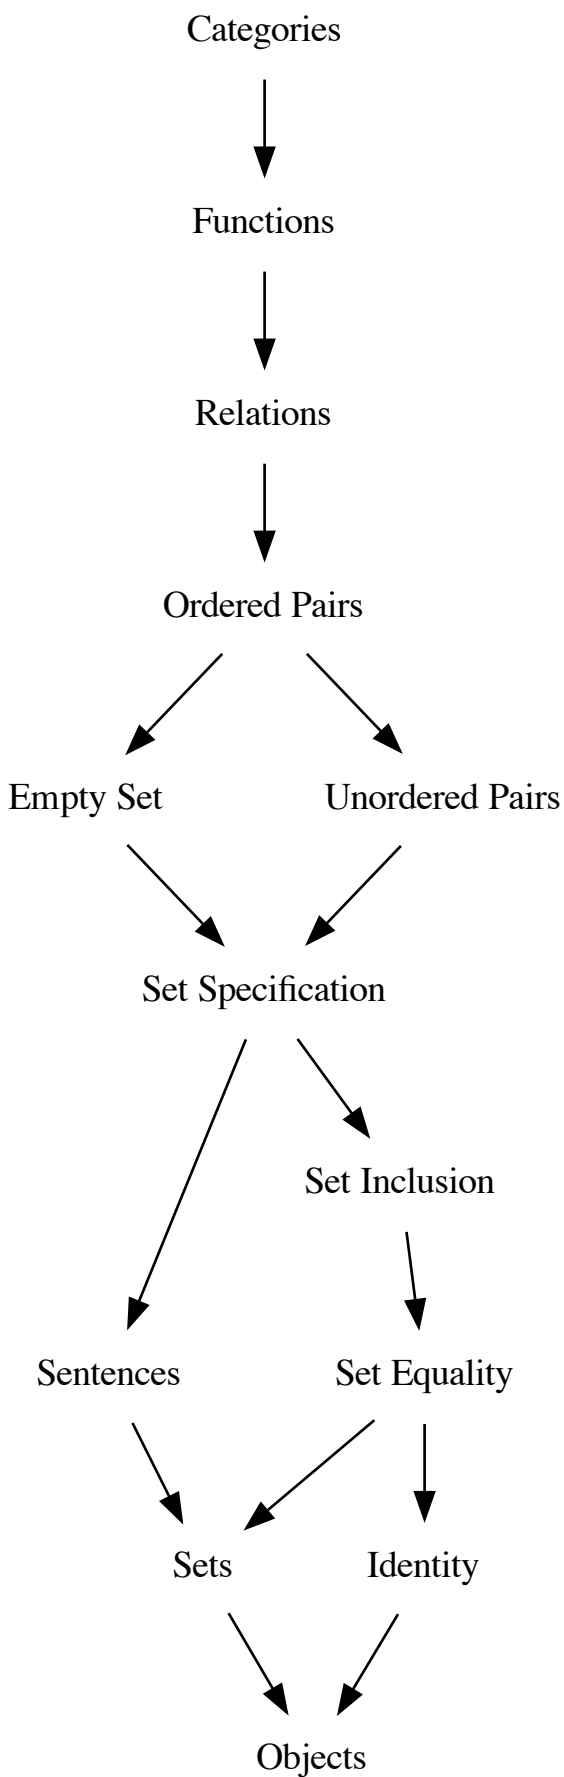 Categories
Functions
Relations
Ordered Pairs
Empty Set
Unordered Pairs
Set Specification
Set Inclusion
Sentences
Set Equality
Sets
Identity
Objects